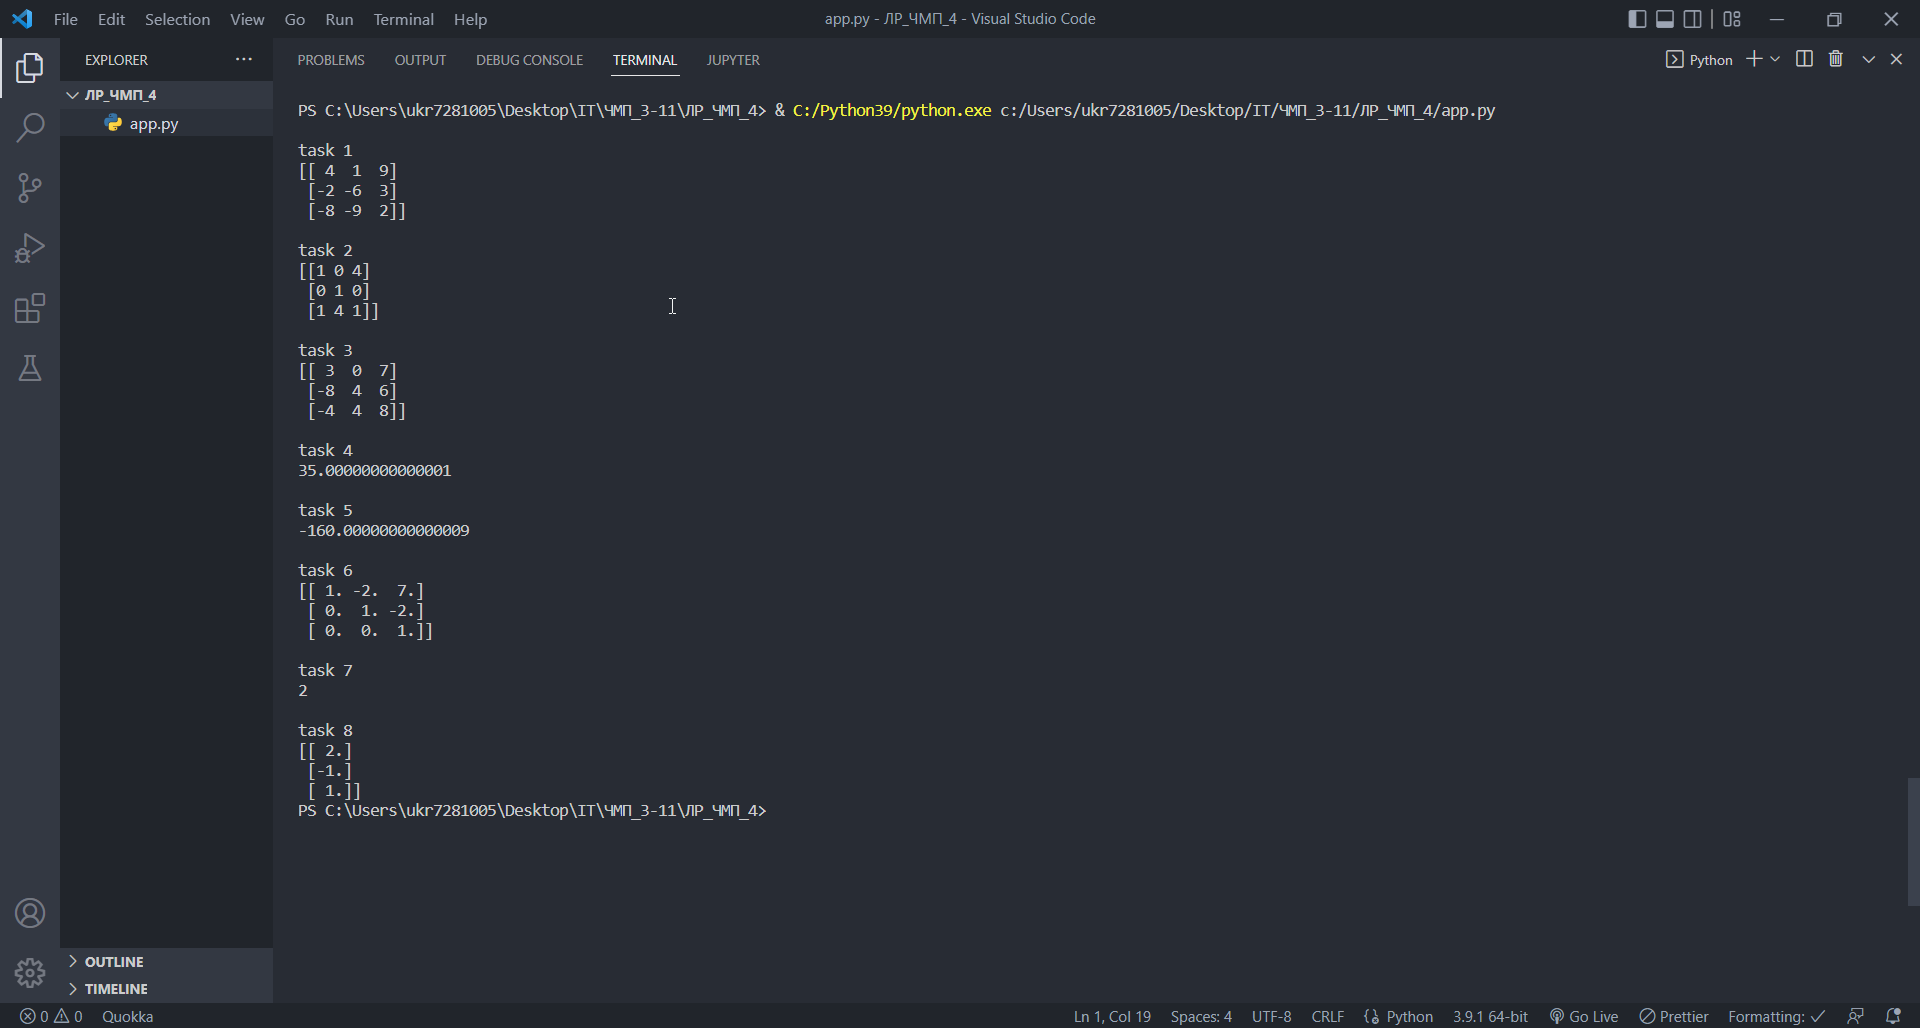 File Edit Selection View Go Run Terminal Help
app.py - ЛР_ЧМП_4 - Visual Studio Code
EXPLORER ···
ЛР_ЧМП_4
app.py
OUTLINE
TIMELINE
PROBLEMS OUTPUT DEBUG CONSOLE TERMINAL JUPYTER
Python
PS C:\Users\ukr7281005\Desktop\IT\ЧМП_3-11\ЛР_ЧМП_4> & C:/Python39/python.exe c:/Users/ukr7281005/Desktop/IT/ЧМП_3-11/ЛР_ЧМП_4/app.py
task 1
[[ 4  1  9]
 [-2 -6  3]
 [-8 -9  2]]
task 2
[[1 0 4]
 [0 1 0]
 [1 4 1]]
task 3
[[ 3  0  7]
 [-8  4  6]
 [-4  4  8]]
task 4
35.00000000000001
task 5
-160.00000000000009
task 6
[[ 1. -2.  7.]
 [ 0.  1. -2.]
 [ 0.  0.  1.]]
task 7
2
task 8
[[ 2.]
 [-1.]
 [ 1.]]
PS C:\Users\ukr7281005\Desktop\IT\ЧМП_3-11\ЛР_ЧМП_4>
0 0 Quokka
Ln 1, Col 19 Spaces: 4 UTF-8 CRLF {} Python 3.9.1 64-bit Go Live Prettier Formatting: ✓